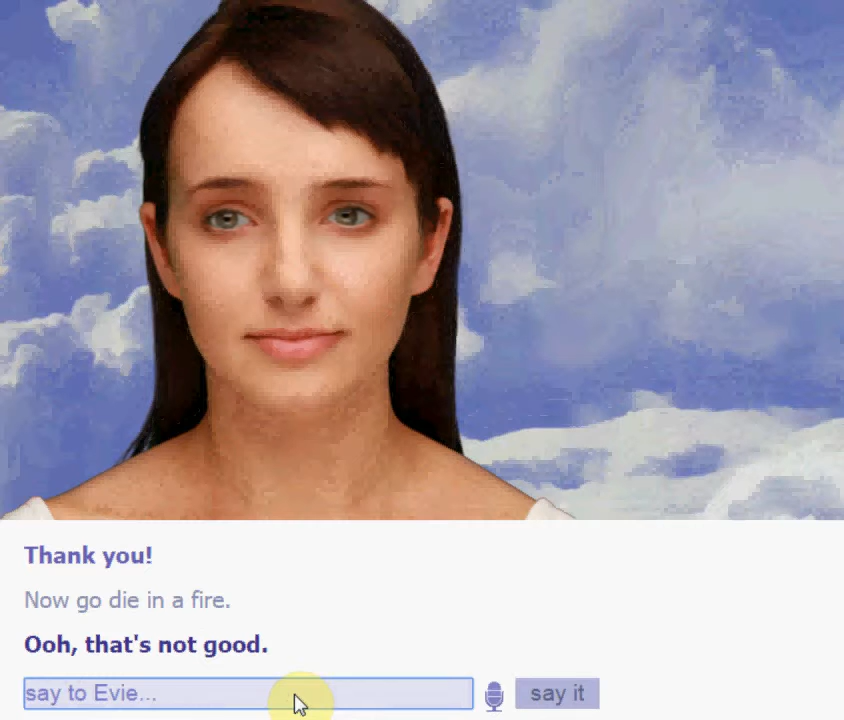 Thank you!
Now go die in a fire.
Ooh, that's not good.
say to Evie...
say it